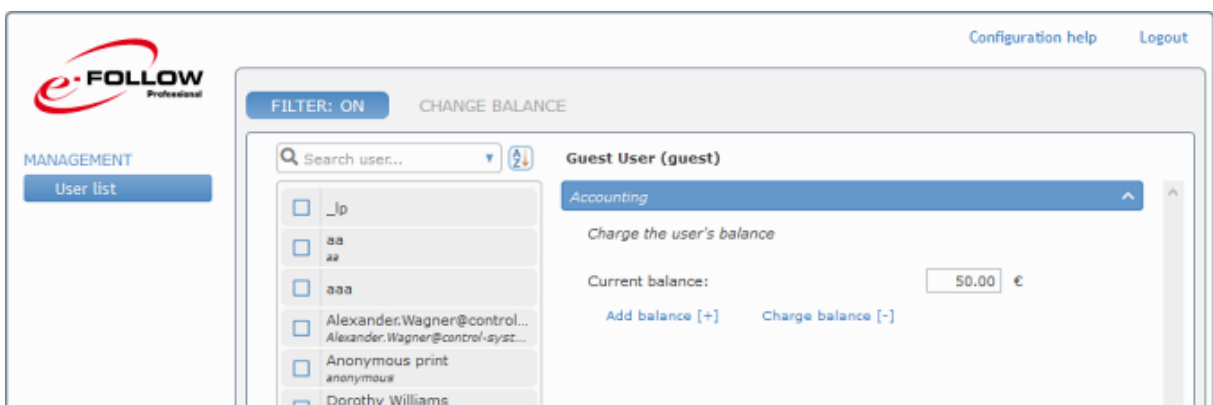 Configuration help Logout
e-FOLLOW
Professional
FILTER: ON CHANGE BALANCE
MANAGEMENT
User list
Search user...
_lp
aa
aa
aaa
Alexander.Wagner@control...
Alexander.Wagner@control-syst...
Anonymous print
anonymous
Dorothy Williams
Guest User (guest)
Accounting
Charge the user's balance
Current balance: 50.00 €
Add balance [+] Charge balance [-]